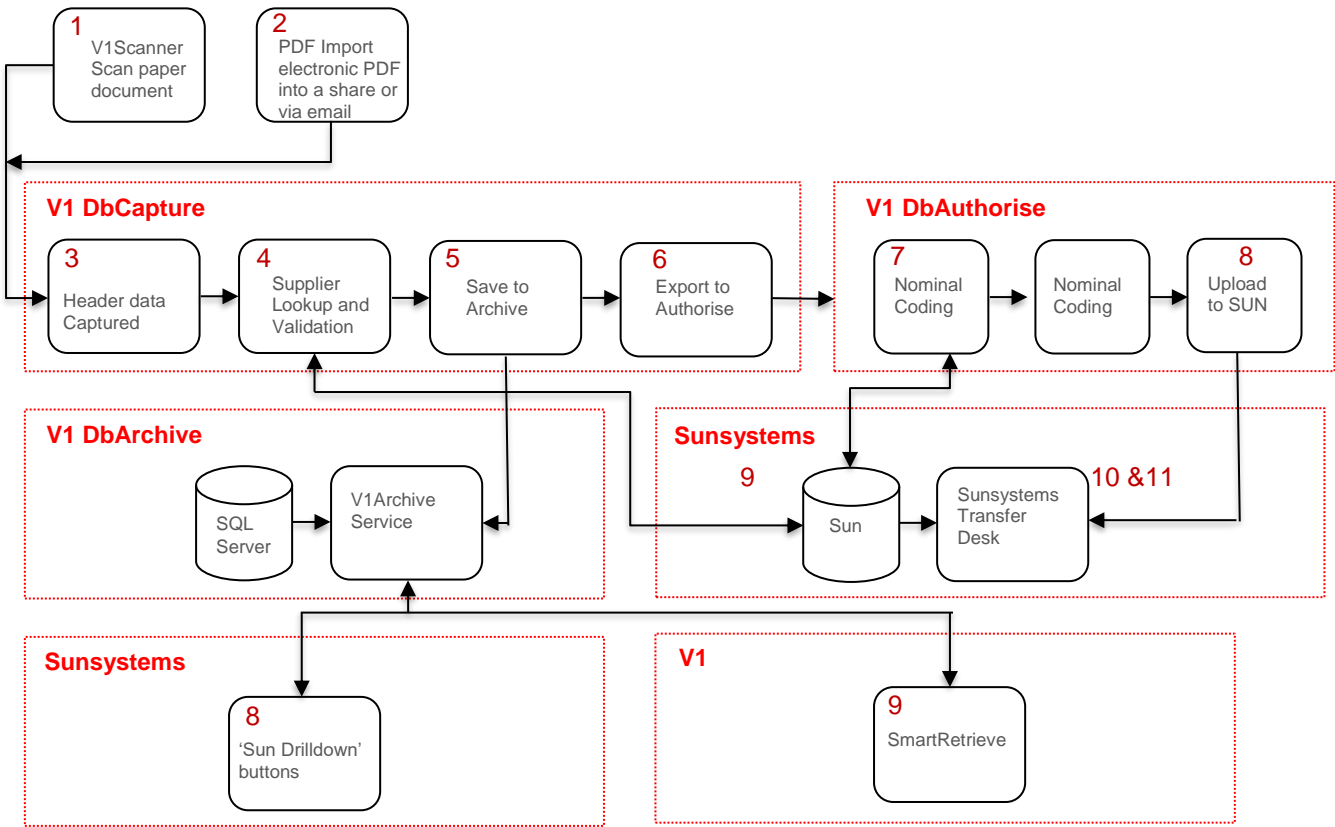 1
V1Scanner
Scan paper
document
2
PDF Import
electronic PDF
into a share or
via email
V1 DbCapture
3
Header data
Captured
4
Supplier
Lookup and
Validation
5
Save to
Archive
6
Export to
Authorise
V1 DbAuthorise
7
Nominal
Coding
Nominal
Coding
8
Upload
to SUN
V1 DbArchive
SQL
Server
V1Archive
Service
Sunsystems
9
Sun
Sunsystems
Transfer
Desk
10 &11
Sunsystems
8
‘Sun Drilldown’
buttons
V1
9
SmartRetrieve